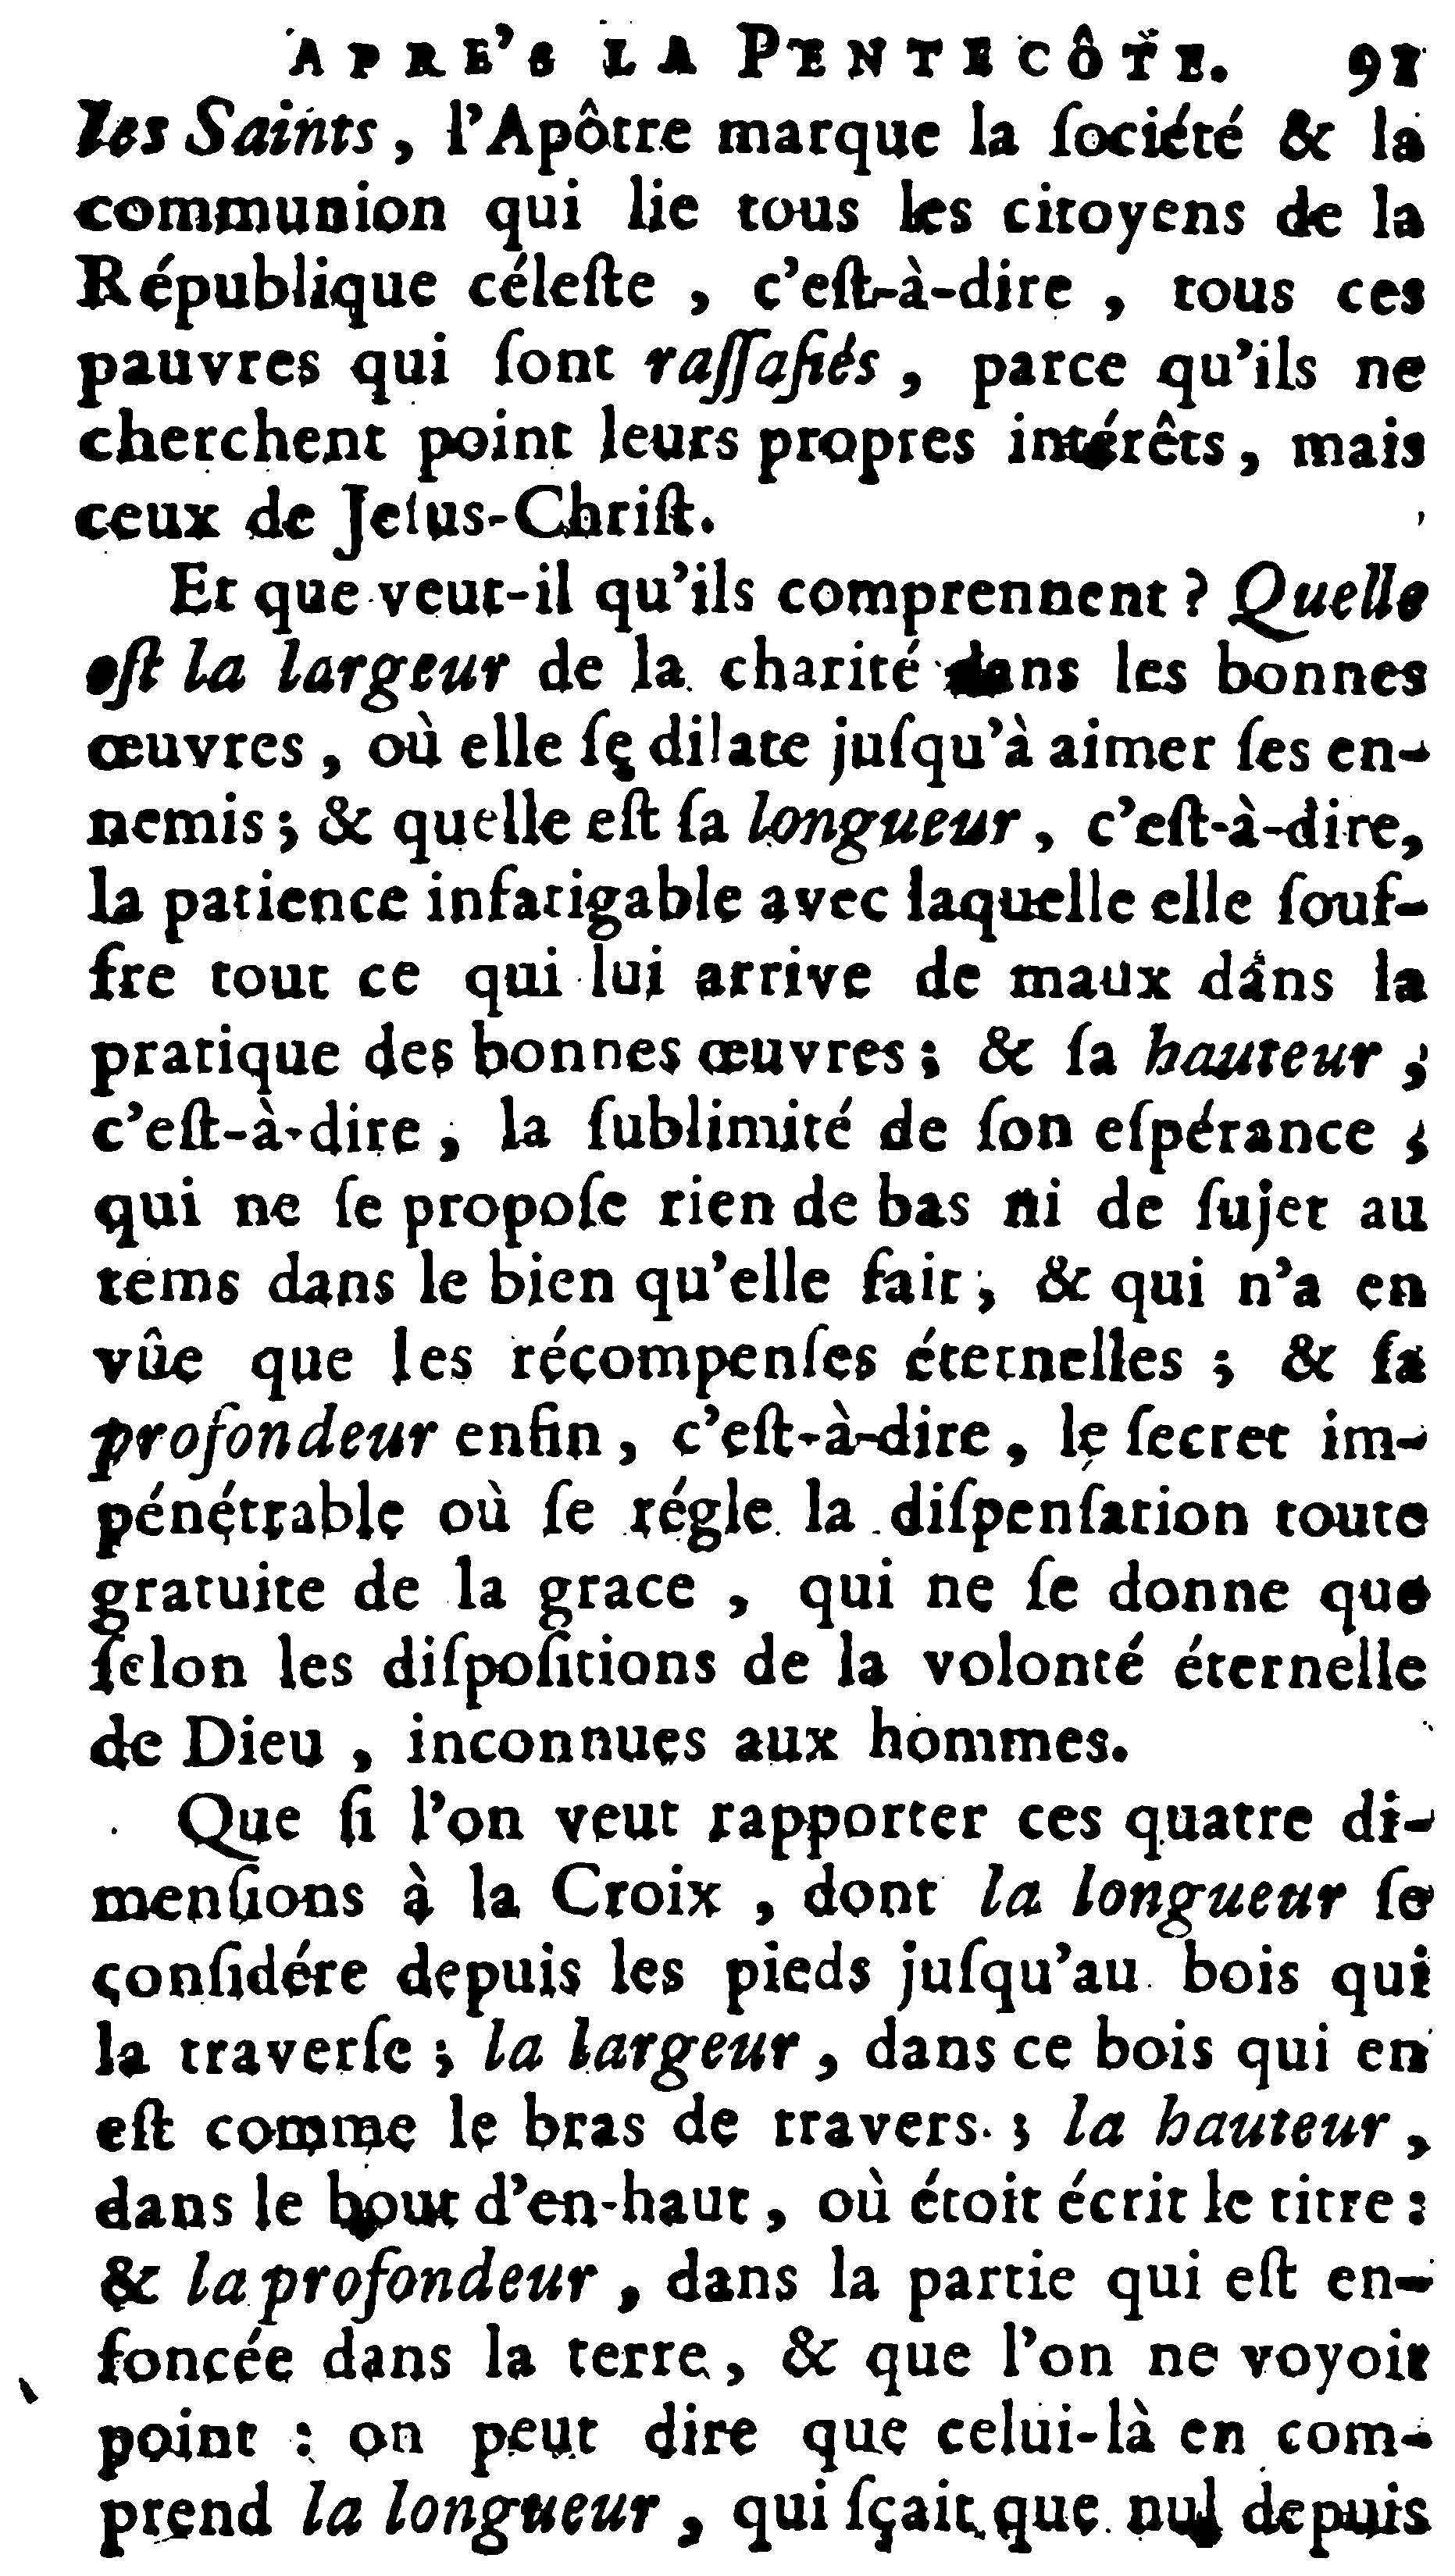 APRE'S LA PENTECÔTE. 91
les Saints, l'Apôtre marque la ſociété & la
communion qui lie tous les citoyens de la
République céleſte, c'eſt-à-dire, tous ces
pauvres qui ſont raſſaſiés, parce qu'ils ne
cherchent point leurs propres intérêts, mais
ceux de Jeſus-Chriſt.
Et que veut-il qu'ils comprennent ? Quelle
eſt la largeur de la charité dans les bonnes
œuvres, où elle ſe dilate juſqu'à aimer ſes en-
nemis; & quelle eſt ſa longueur, c'eſt-à-dire,
la patience infatigable avec laquelle elle ſouf-
fre tout ce qui lui arrive de maux dans la
pratique des bonnes œuvres; & ſa hauteur,
c'eſt-à-dire, la ſublimité de ſon eſpérance,
qui ne ſe propoſe rien de bas ni de ſujet au
tems dans le bien qu'elle fait, & qui n'a en
vûe que les récompenſes éternelles ; & ſa
profondeur enfin, c'eſt-à-dire, le ſecret im-
pénétrable où ſe régle la diſpenſation toute
gratuite de la grace, qui ne ſe donne que
ſelon les diſpoſitions de la volonté éternelle
de Dieu, inconnues aux hommes.
Que ſi l'on veut rapporter ces quatre di-
menſions à la Croix, dont la longueur ſe
conſidére depuis les pieds juſqu'au bois qui
la traverſe ; la largeur, dans ce bois qui en
eſt comme le bras de travers ; la hauteur,
dans le bout d'en-haut, où étoit écrit le titre :
& la profondeur, dans la partie qui eſt en-
foncée dans la terre, & que l'on ne voyoit
point : on peut dire que celui-là en com-
prend la longueur, qui ſçait que nul depuis